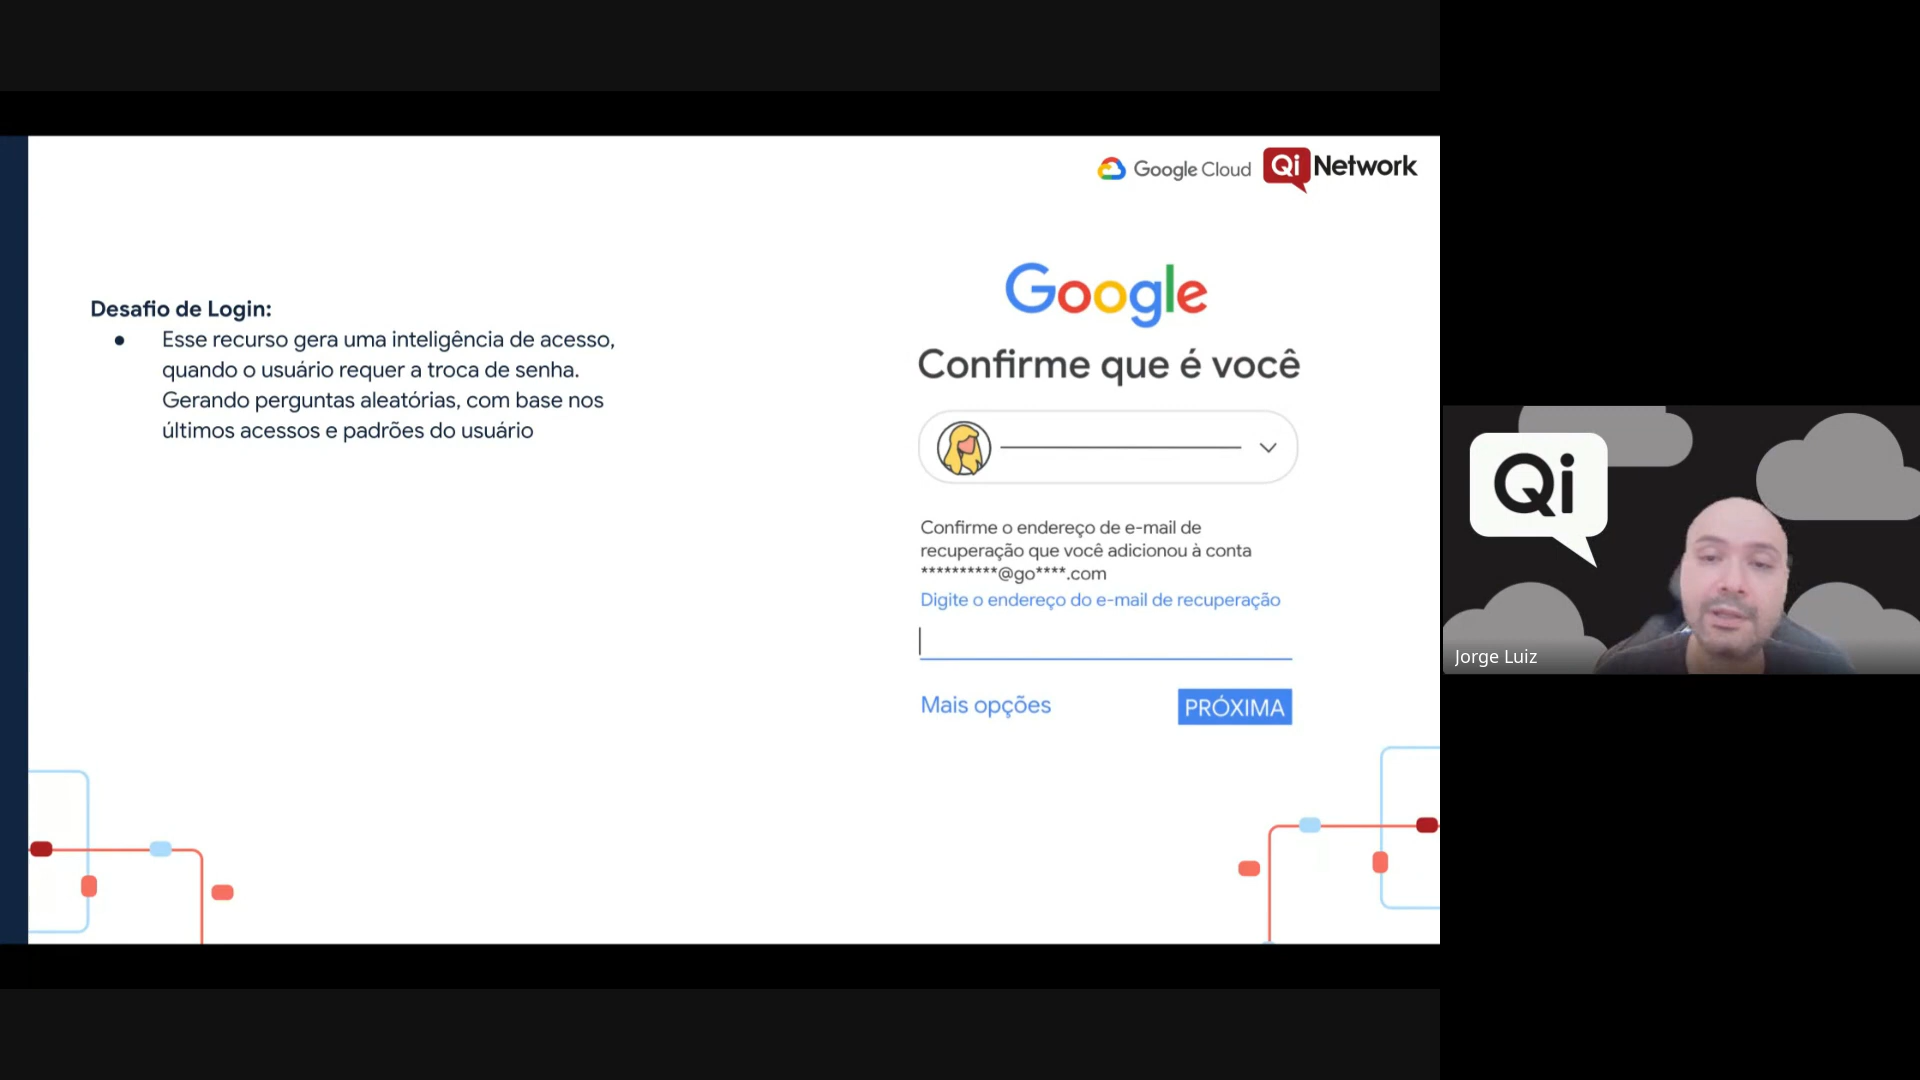 Google Cloud Qi Network
Desafio de Login:
● Esse recurso gera uma inteligência de acesso,
quando o usuário requer a troca de senha.
Gerando perguntas aleatórias, com base nos
últimos acessos e padrões do usuário
Google
Confirme que é você
Confirme o endereço de e-mail de
recuperação que você adicionou à conta
**********@go****.com
Digite o endereço do e-mail de recuperação
Mais opções
PRÓXIMA
Qi
Jorge Luiz